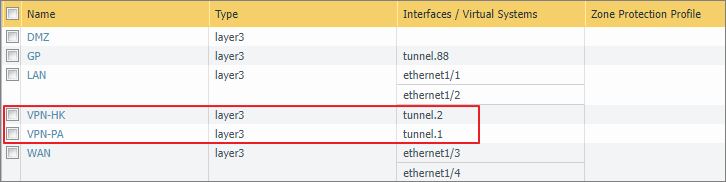 Name Type Interfaces / Virtual Systems Zone Protection Profile
DMZ layer3
GP layer3 tunnel.88
LAN layer3 ethernet1/1
ethernet1/2
VPN-HK layer3 tunnel.2
VPN-PA layer3 tunnel.1
WAN layer3 ethernet1/3
ethernet1/4